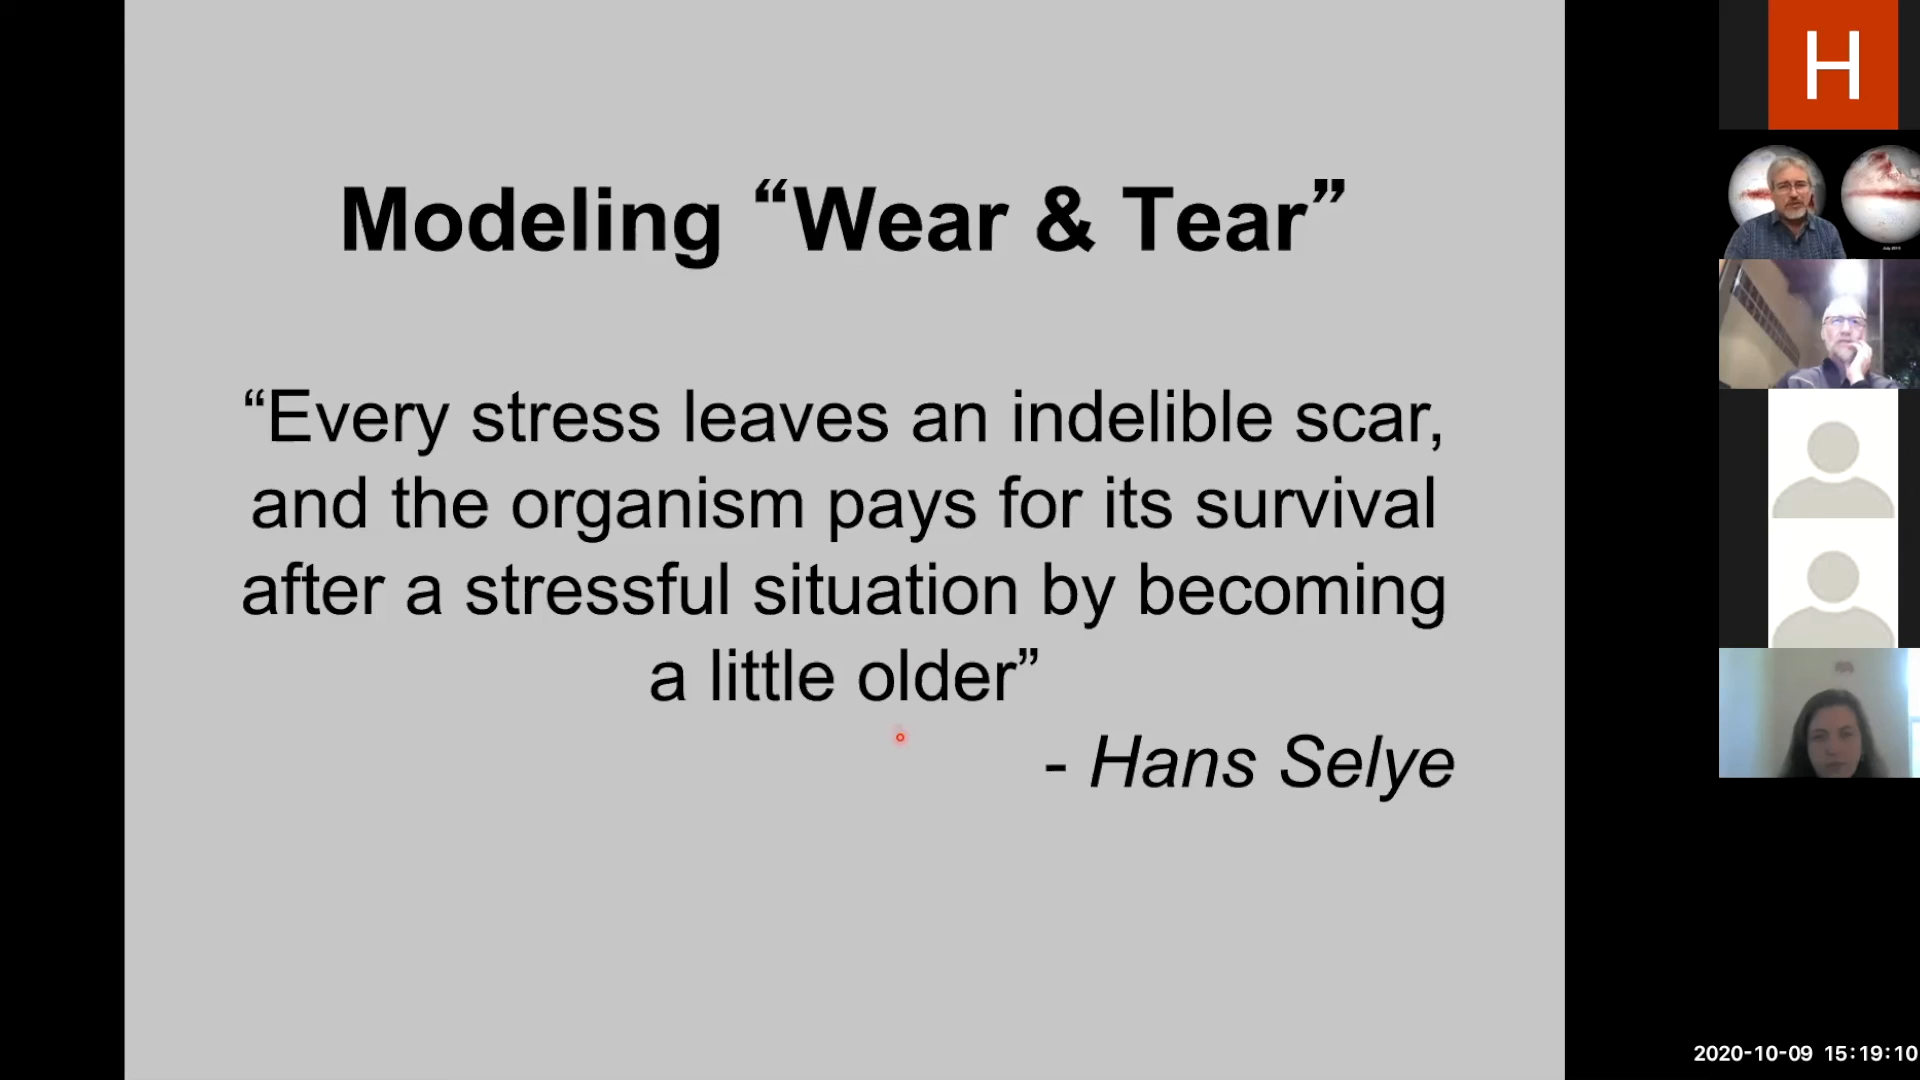 Modeling “Wear & Tear”
“Every stress leaves an indelible scar,
and the organism pays for its survival
after a stressful situation by becoming
a little older”
- Hans Selye
H
2020-10-09 15:19:10